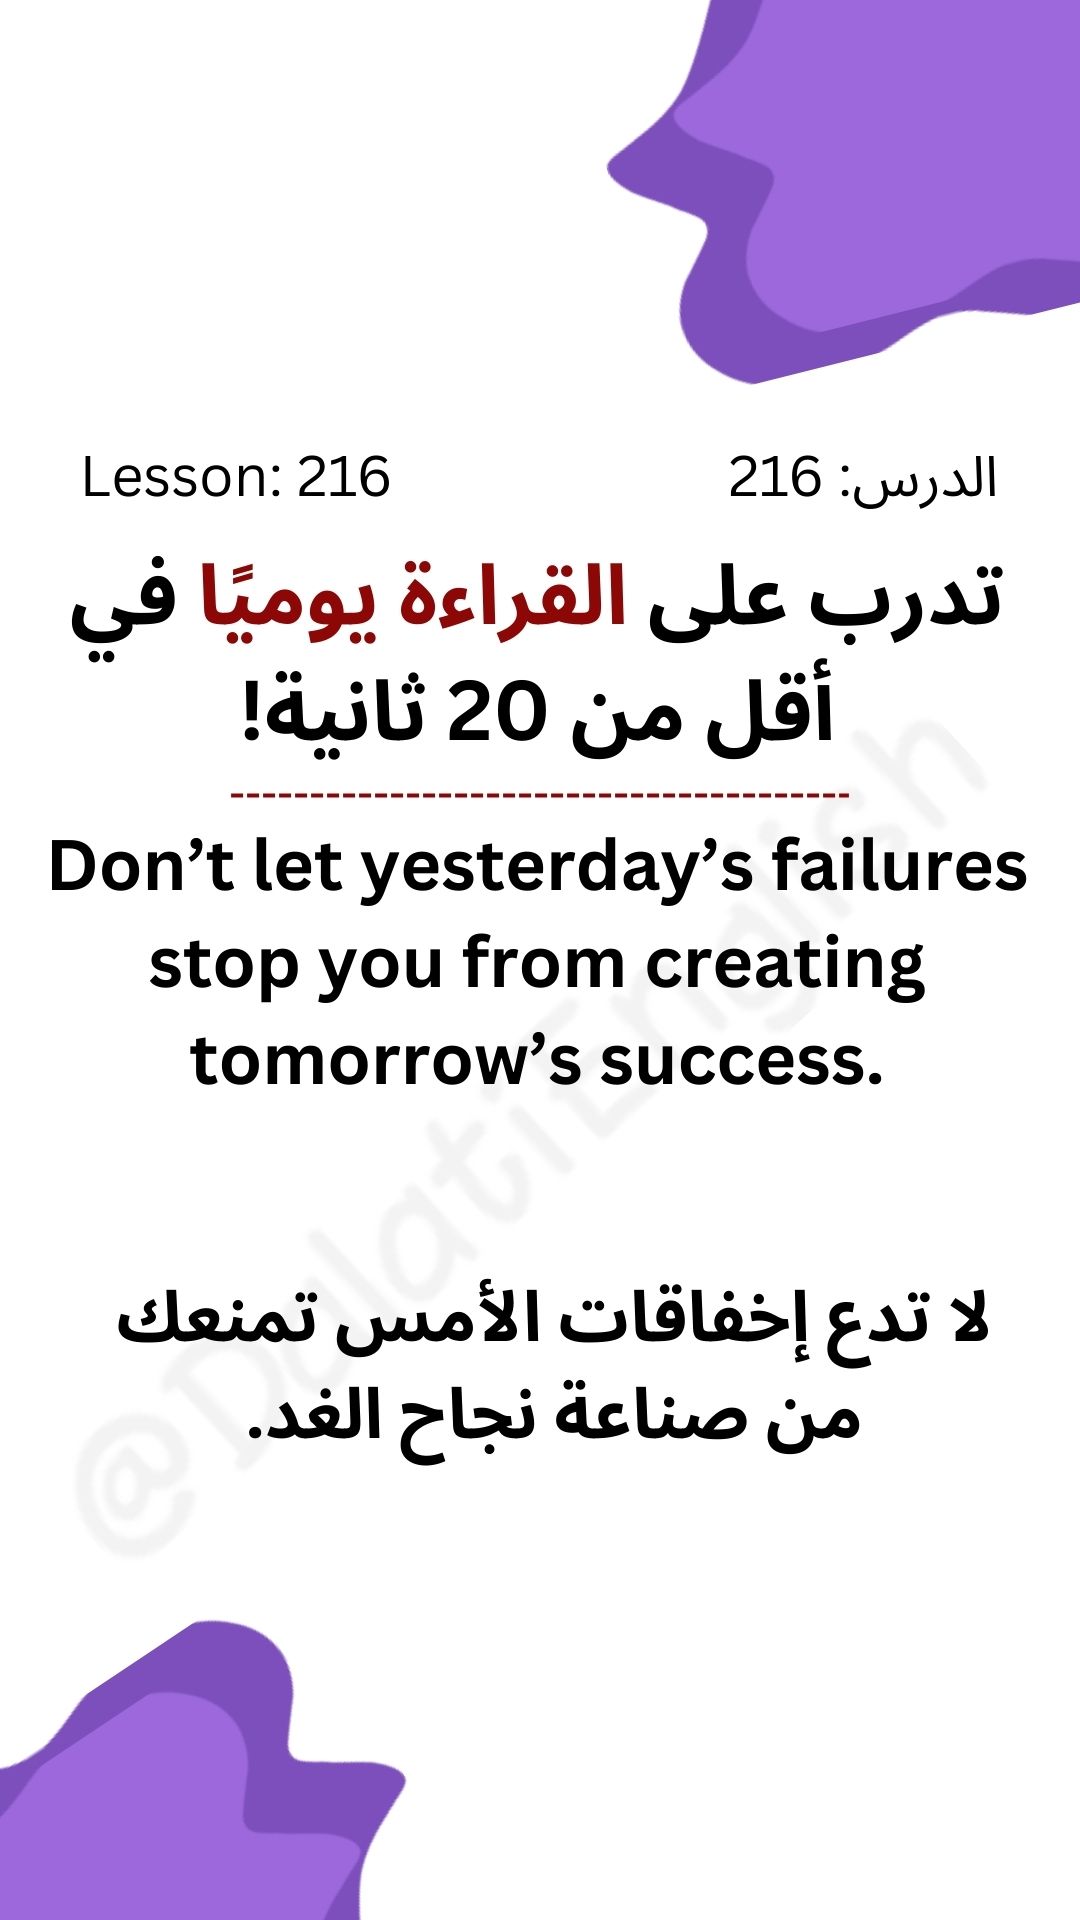 Lesson: 216
الدرس: 216
تدرب على القراءة يوميًا في
أقل من 20 ثانية!
---------------------------------------
Don’t let yesterday’s failures
stop you from creating
tomorrow’s success.
لا تدع إخفاقات الأمس تمنعك
من صناعة نجاح الغد.
@DalatiEnglish